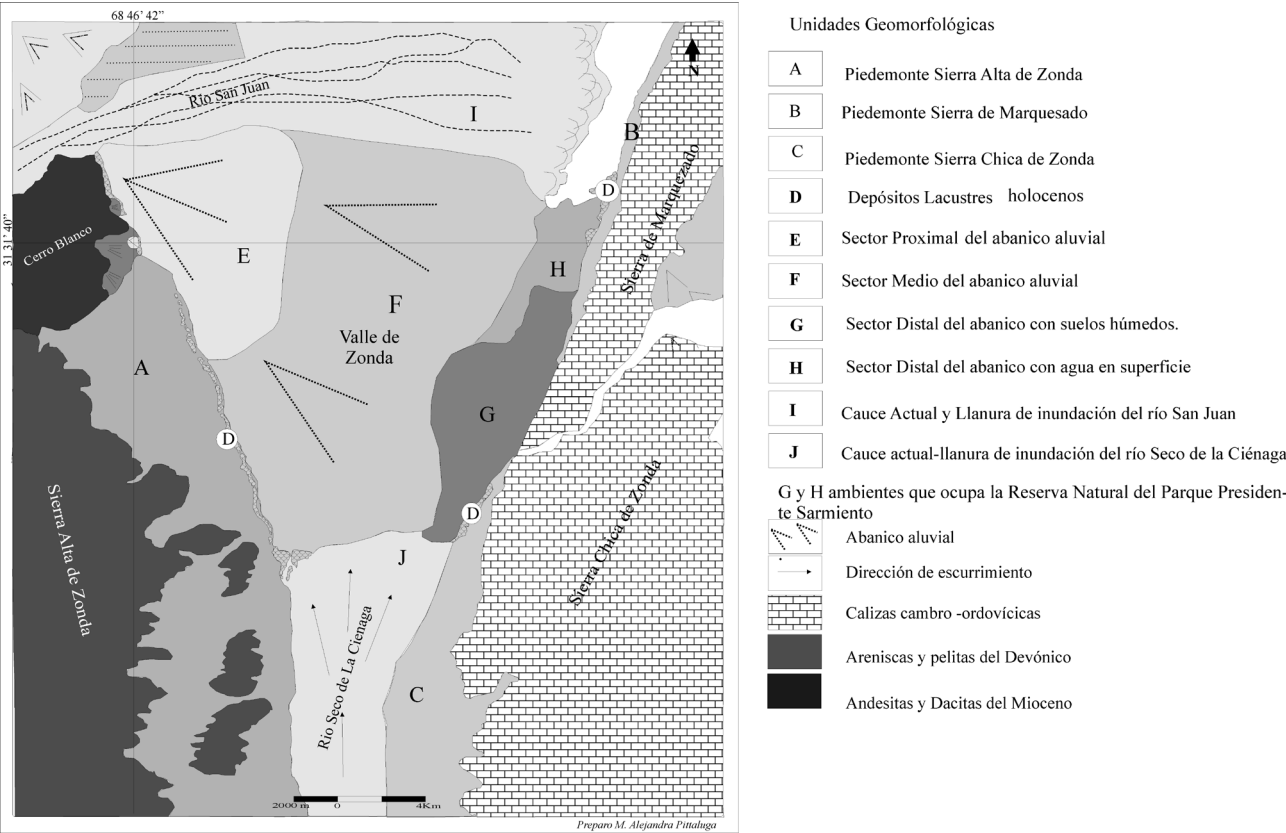 68 46' 42"
31 31' 40"
N
Río San Juan
I
B
Sierra de Marquezado
D
Cerro Blanco
E
H
F
Valle de
Zonda
A
G
D
D
Sierra Alta de Zonda
Sierra Chica de Zonda
J
Rio Seco de La Cienaga
C
2000 m 0 4Km
Preparo M. Alejandra Pittaluga
Unidades Geomorfológicas
A Piedemonte Sierra Alta de Zonda
B Piedemonte Sierra de Marquesado
C Piedemonte Sierra Chica de Zonda
D Depósitos Lacustres holocenos
E Sector Proximal del abanico aluvial
F Sector Medio del abanico aluvial
G Sector Distal del abanico con suelos húmedos.
H Sector Distal del abanico con agua en superficie
I Cauce Actual y Llanura de inundación del río San Juan
J Cauce actual-llanura de inundación del río Seco de la Ciénaga
G y H ambientes que ocupa la Reserva Natural del Parque Presiden-
te Sarmiento
Abanico aluvial
Dirección de escurrimiento
Calizas cambro -ordovícicas
Areniscas y pelitas del Devónico
Andesitas y Dacitas del Mioceno